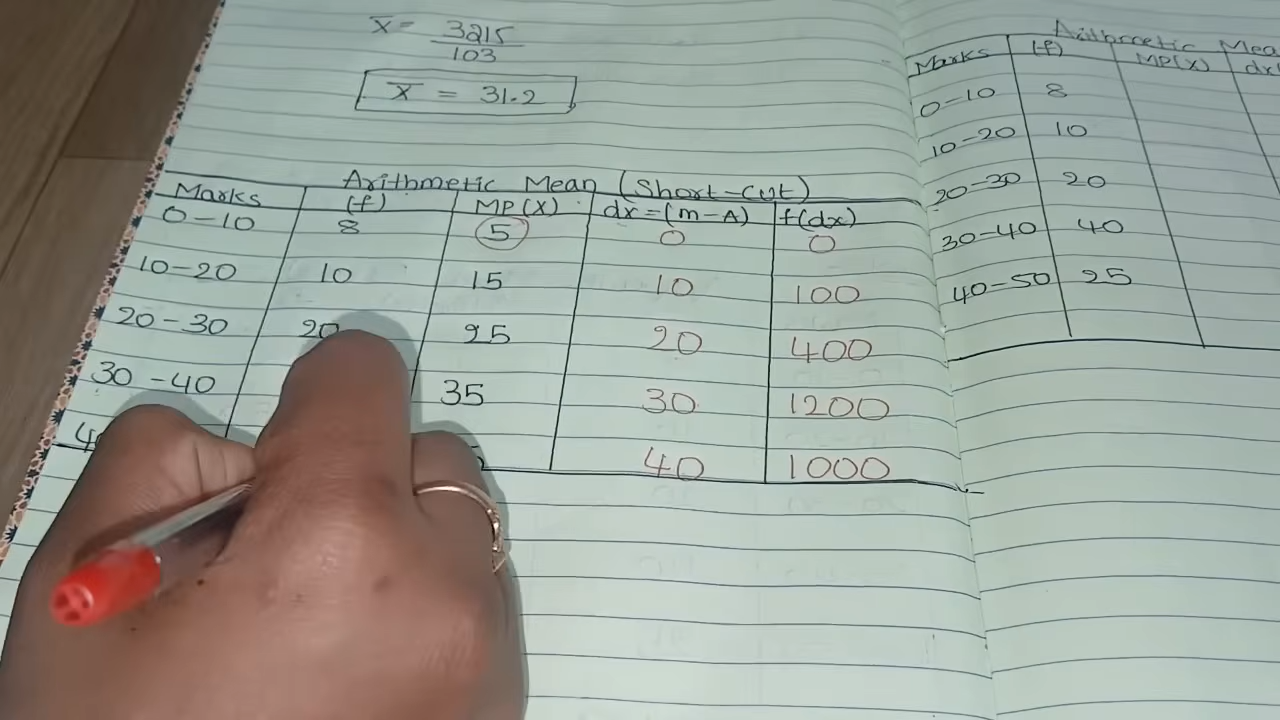 x̄ = 3215
103
x̄ = 31.2
Arithmetic Mean (Short-Cut)
Marks (f) MP(X) dx=(m-A) f(dx)
0-10 8 5 0 0
10-20 10 15 10 100
20-30 20 25 20 400
30-40 35 30 1200
40 1000
Arithmetic Mea
Marks (f) MP(X) dx
0-10 8
10-20 10
20-30 20
30-40 40
40-50 25